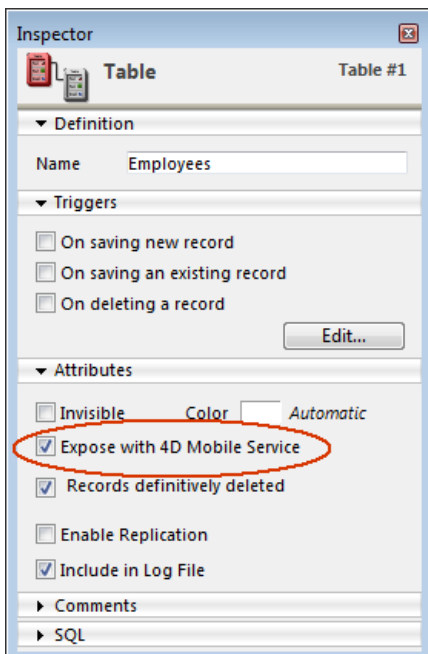 Inspector
Table Table #1
Definition
Name Employees
Triggers
On saving new record
On saving an existing record
On deleting a record
Edit...
Attributes
Invisible Color Automatic
Expose with 4D Mobile Service
Records definitively deleted
Enable Replication
Include in Log File
Comments
SQL